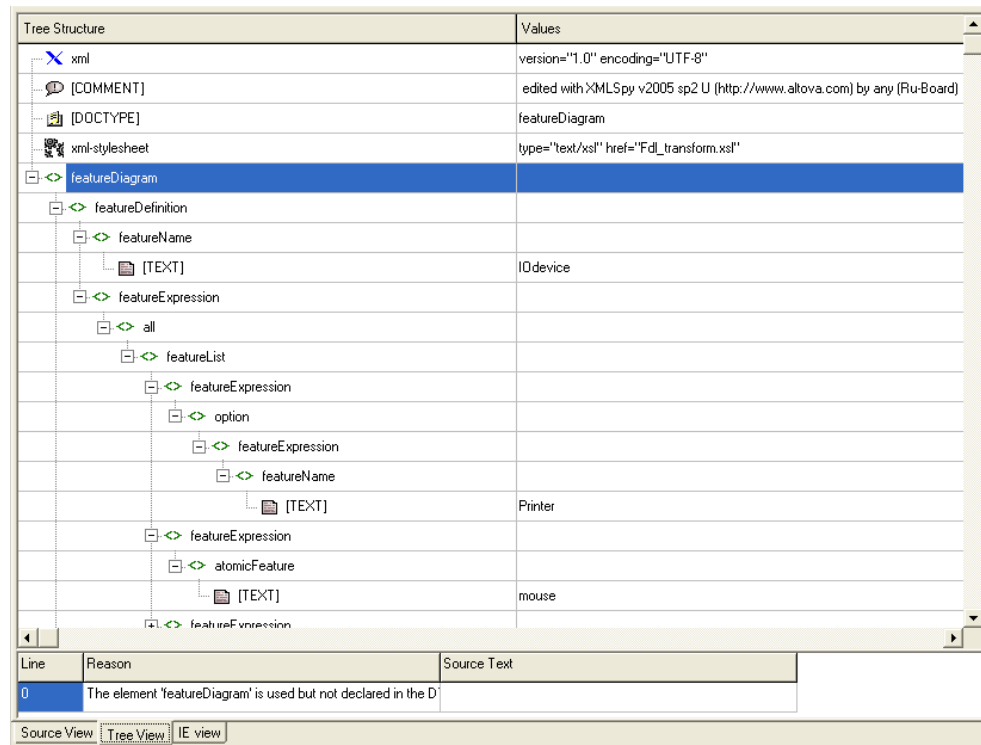 Tree Structure Values
xml version="1.0" encoding="UTF-8"
[COMMENT] edited with XMLSpy v2005 sp2 U (http://www.altova.com) by any (Ru-Board)
[DOCTYPE] featureDiagram
xml-stylesheet type="text/xsl" href="Fdl_transform.xsl"
featureDiagram
featureDefinition
featureName
[TEXT] IOdevice
featureExpression
all
featureList
featureExpression
option
featureExpression
featureName
[TEXT] Printer
featureExpression
atomicFeature
[TEXT] mouse
featureExpression
Line Reason Source Text
0 The element 'featureDiagram' is used but not declared in the D
Source View Tree View IE view